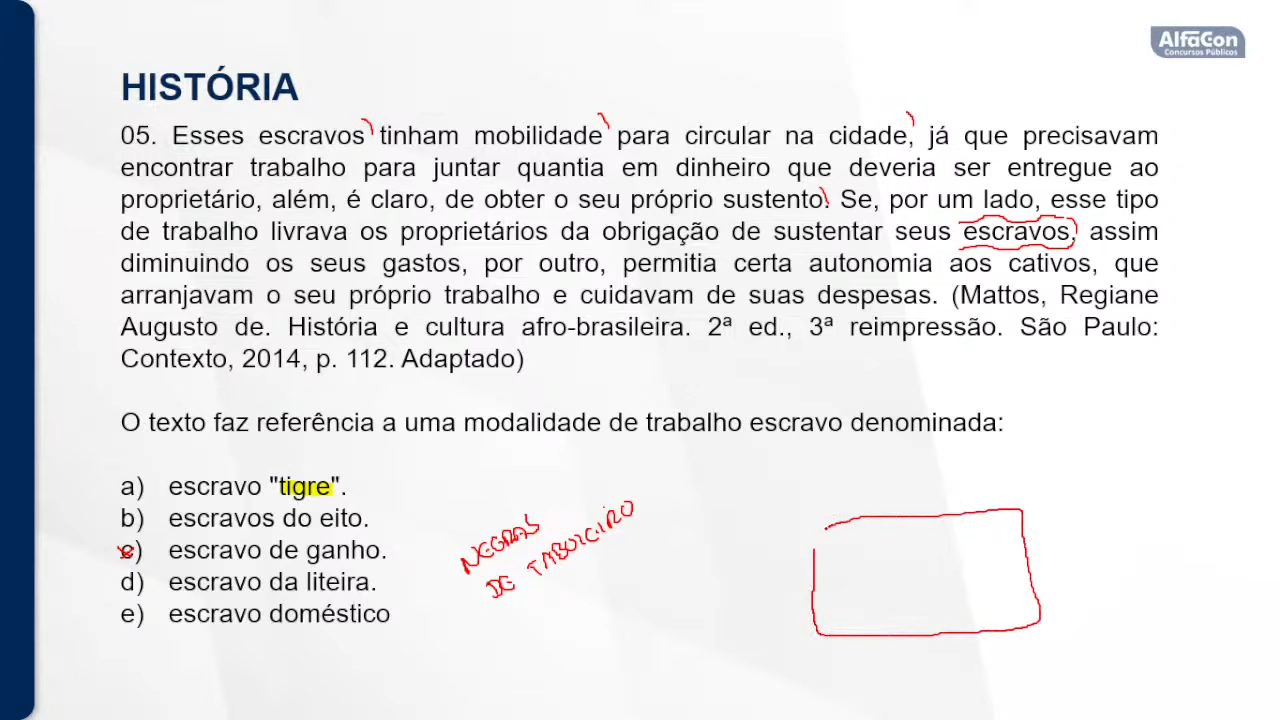 AlfaCon
Concursos Públicos
HISTÓRIA
05. Esses escravos tinham mobilidade para circular na cidade, já que precisavam
encontrar trabalho para juntar quantia em dinheiro que deveria ser entregue ao
proprietário, além, é claro, de obter o seu próprio sustento. Se, por um lado, esse tipo
de trabalho livrava os proprietários da obrigação de sustentar seus escravos, assim
diminuindo os seus gastos, por outro, permitia certa autonomia aos cativos, que
arranjavam o seu próprio trabalho e cuidavam de suas despesas. (Mattos, Regiane
Augusto de. História e cultura afro-brasileira. 2ª ed., 3ª reimpressão. São Paulo:
Contexto, 2014, p. 112. Adaptado)
O texto faz referência a uma modalidade de trabalho escravo denominada:
a) escravo "tigre".
b) escravos do eito.
c) escravo de ganho.
d) escravo da liteira.
e) escravo doméstico
NEGRAS
DE TABULEIRO